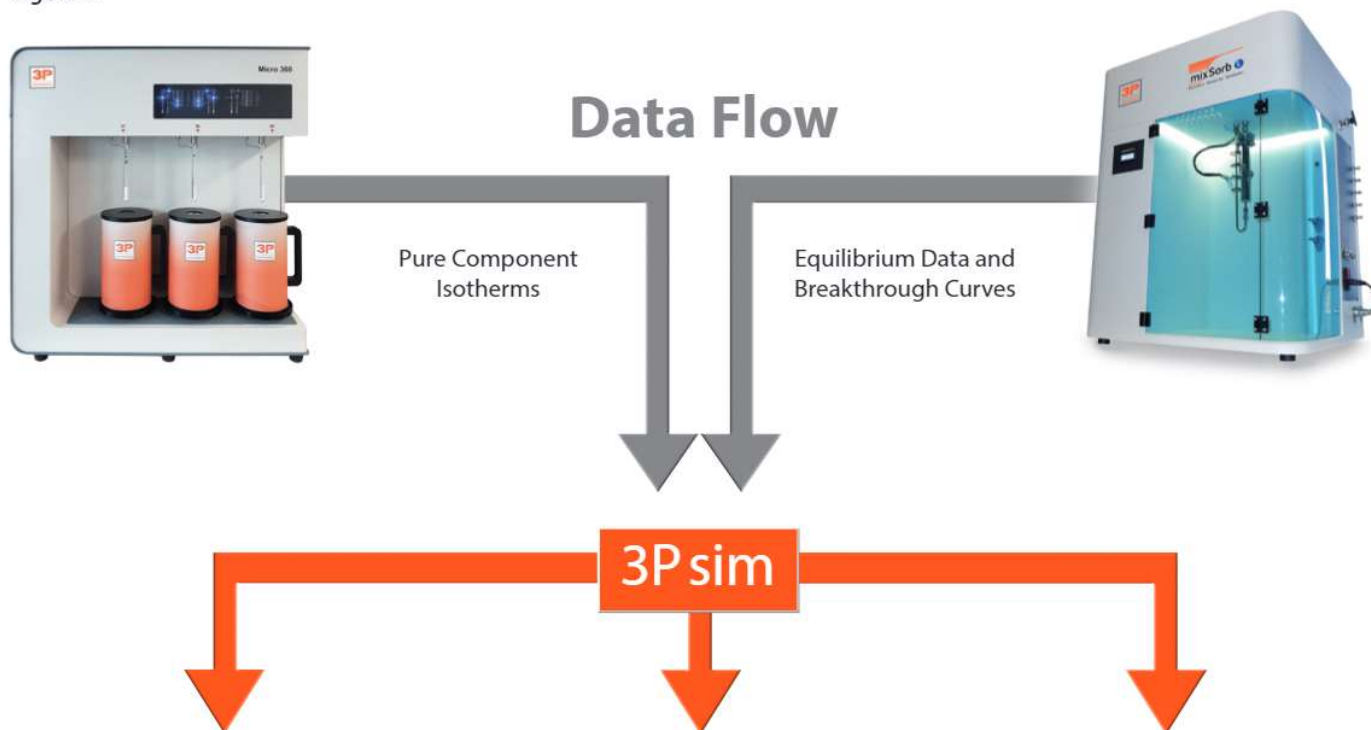 3P
Micro 300
mixSorb L
3P
Data Flow
Pure Component
Isotherms
Equilibrium Data and
Breakthrough Curves
3P
3P
3P
3P sim